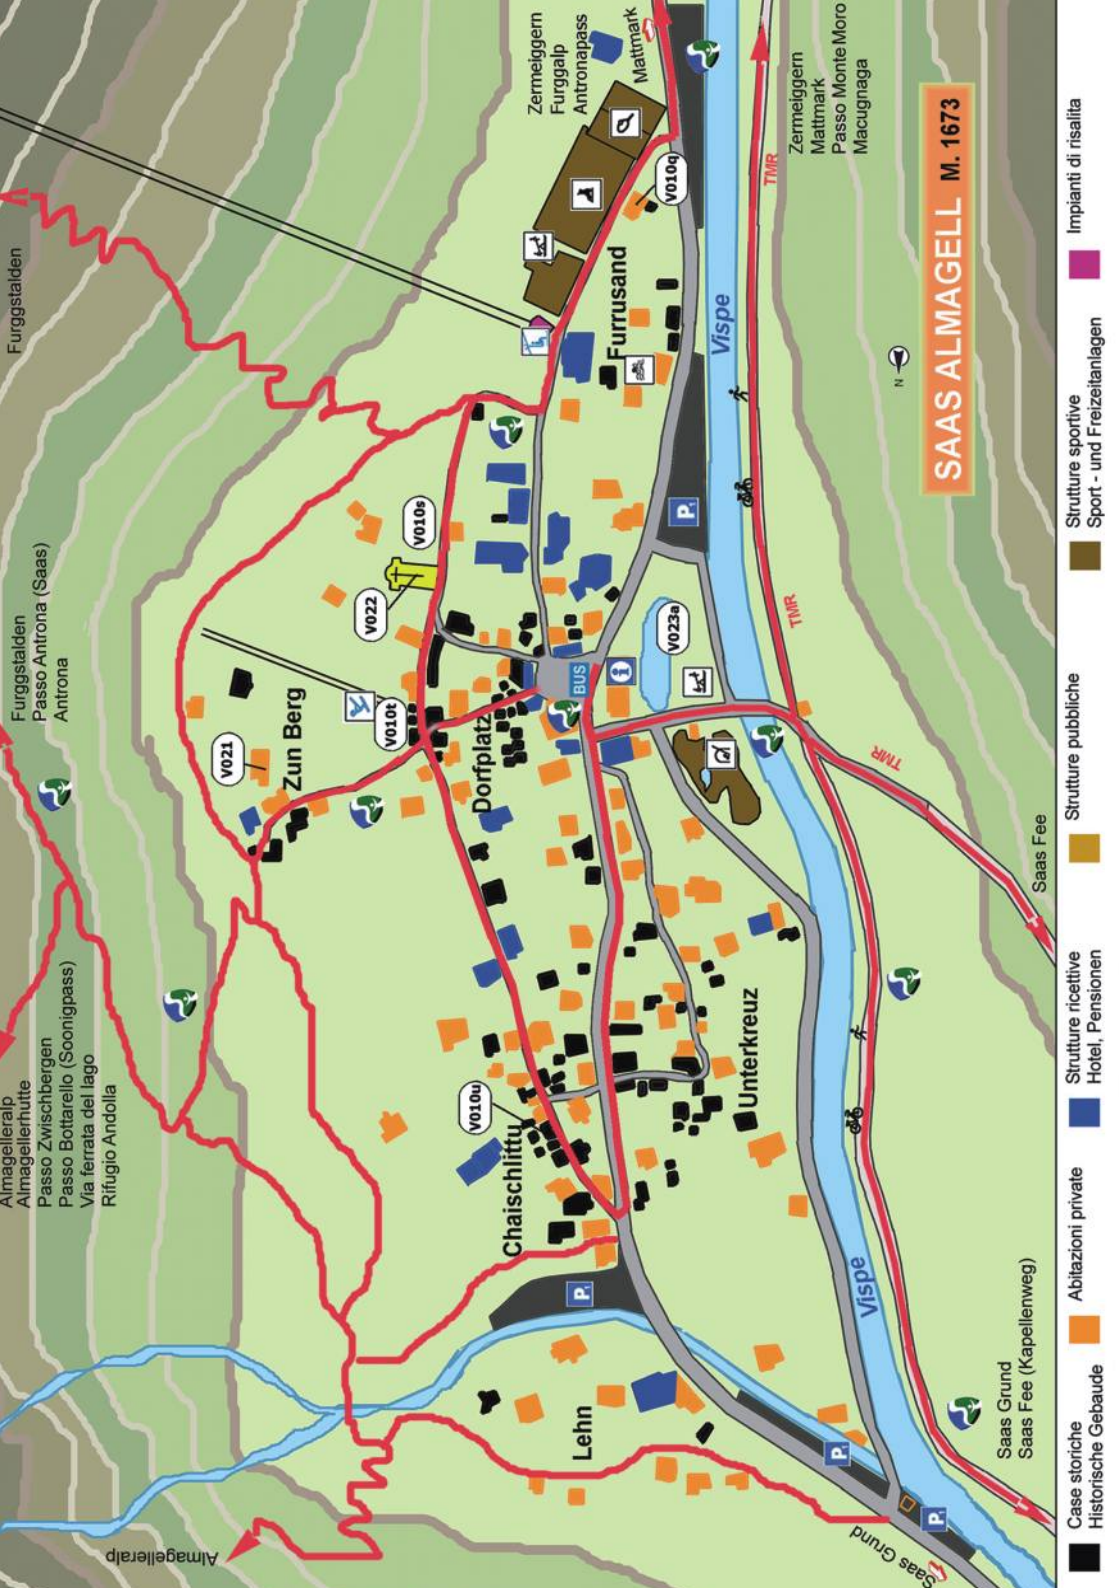 SAAS ALMAGELL M. 1673
N
Almagelleralp
Almagelleralp
Almagellerhutte
Passo Zwischbergen
Passo Bottarello (Soonigpass)
Via ferrata del lago
Rifugio Andolla
Furggstalden
Passo Antrona (Saas)
Antrona
Furggstalden
Zermeiggern
Furggalp
Antronapass
Mattmark
Zermeiggern
Mattmark
Passo Monte Moro
Macugnaga
V021
Zun Berg
V010t
V022
V010s
V010q
Furrusand
Dorfplatz
BUS
i
V023a
P
Vispe
TMR
TMR
TMR
Saas Fee
V010u
Chaischlittu
Unterkreuz
P
Lehn
P
P
Vispe
Saas Grund
Saas Grund
Saas Grund
Saas Fee (Kapellenweg)
Case storiche
Historische Gebaude
Abitazioni private
Strutture ricettive
Hotel, Pensionen
Strutture pubbliche
Strutture sportive
Sport - und Freizeitanlagen
Impianti di risalita